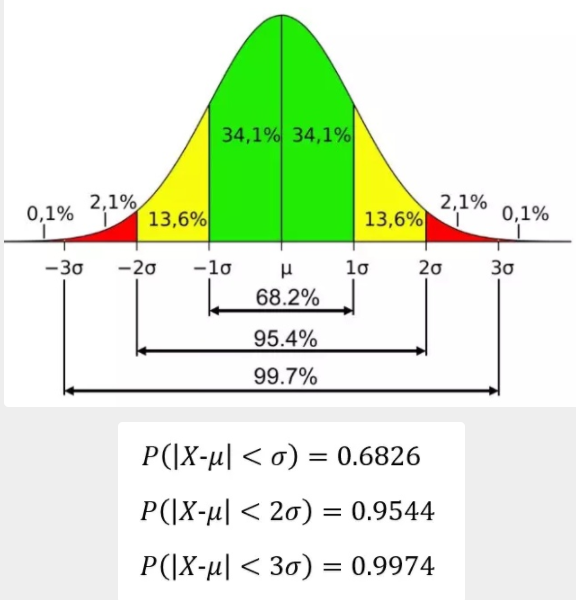 34,1% 34,1%
0,1% 2,1% 13,6% 13,6% 2,1% 0,1%
−3σ −2σ −1σ μ 1σ 2σ 3σ
68.2%
95.4%
99.7%
P(|X-μ| < σ) = 0.6826
P(|X-μ| < 2σ) = 0.9544
P(|X-μ| < 3σ) = 0.9974